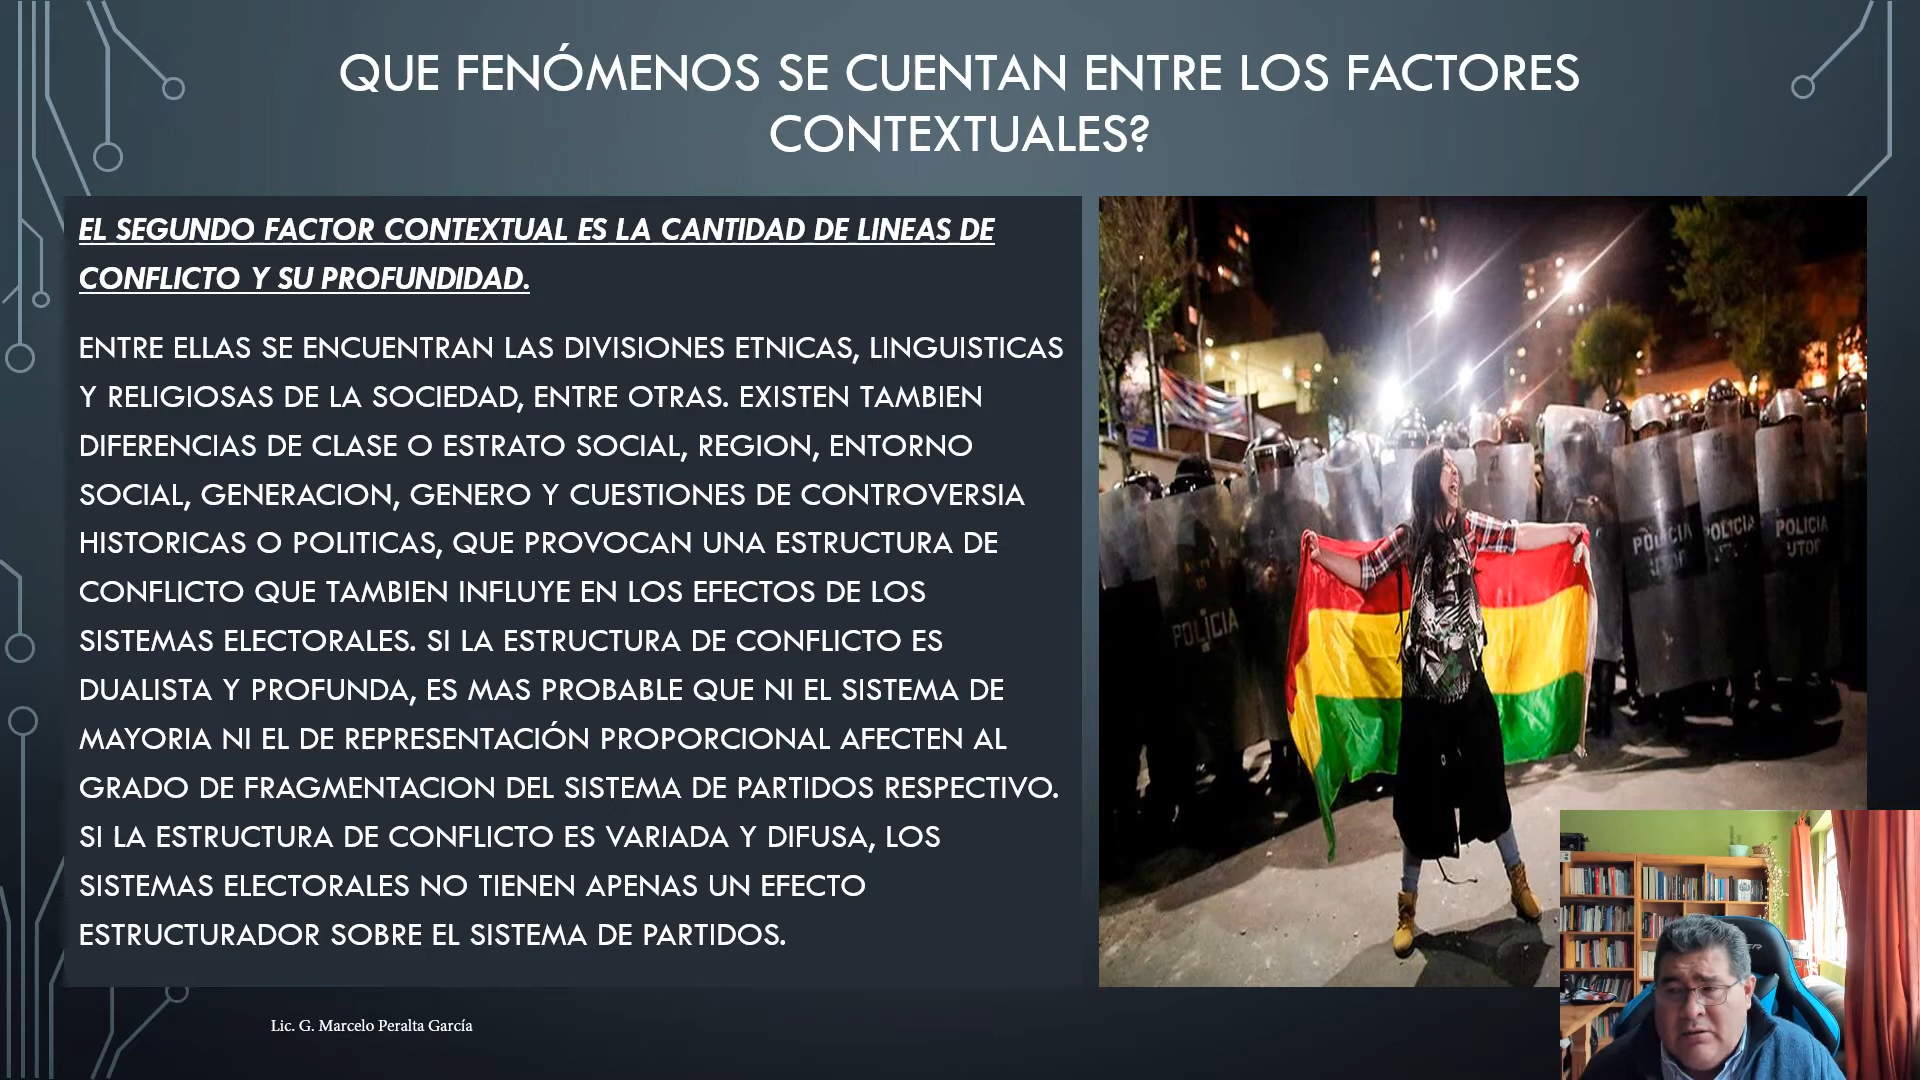 QUE FENÓMENOS SE CUENTAN ENTRE LOS FACTORES
CONTEXTUALES?
EL SEGUNDO FACTOR CONTEXTUAL ES LA CANTIDAD DE LINEAS DE
CONFLICTO Y SU PROFUNDIDAD.
ENTRE ELLAS SE ENCUENTRAN LAS DIVISIONES ETNICAS, LINGUISTICAS
Y RELIGIOSAS DE LA SOCIEDAD, ENTRE OTRAS. EXISTEN TAMBIEN
DIFERENCIAS DE CLASE O ESTRATO SOCIAL, REGION, ENTORNO
SOCIAL, GENERACION, GENERO Y CUESTIONES DE CONTROVERSIA
HISTORICAS O POLITICAS, QUE PROVOCAN UNA ESTRUCTURA DE
CONFLICTO QUE TAMBIEN INFLUYE EN LOS EFECTOS DE LOS
SISTEMAS ELECTORALES. SI LA ESTRUCTURA DE CONFLICTO ES
DUALISTA Y PROFUNDA, ES MAS PROBABLE QUE NI EL SISTEMA DE
MAYORIA NI EL DE REPRESENTACIÓN PROPORCIONAL AFECTEN AL
GRADO DE FRAGMENTACION DEL SISTEMA DE PARTIDOS RESPECTIVO.
SI LA ESTRUCTURA DE CONFLICTO ES VARIADA Y DIFUSA, LOS
SISTEMAS ELECTORALES NO TIENEN APENAS UN EFECTO
ESTRUCTURADOR SOBRE EL SISTEMA DE PARTIDOS.
POLICIA
POLICIA
POLICIA
UTOP
POLICIA
UTOP
Lic. G. Marcelo Peralta García